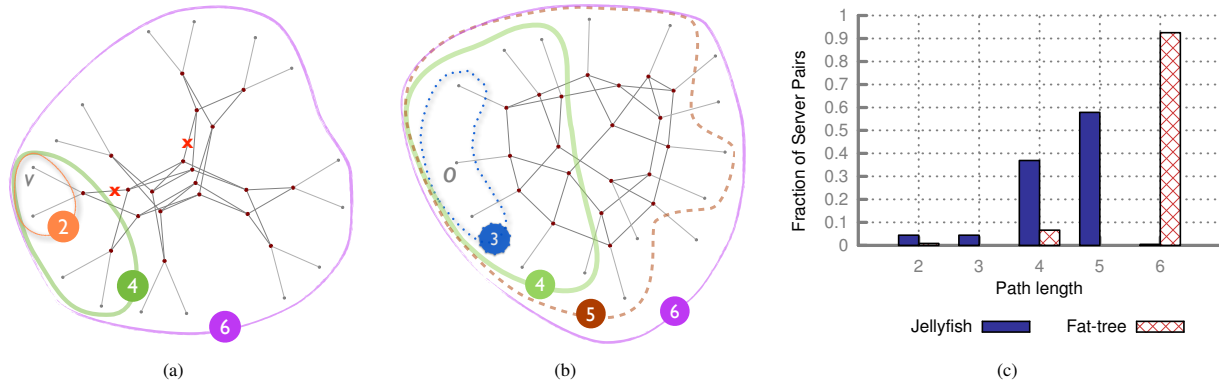 v
x
x
2
4
6
(a)
O
3
4
5
6
(b)
Fraction of Server Pairs
1
0.9
0.8
0.7
0.6
0.5
0.4
0.3
0.2
0.1
0
2 3 4 5 6
Path length
Jellyfish Fat-tree
(c)